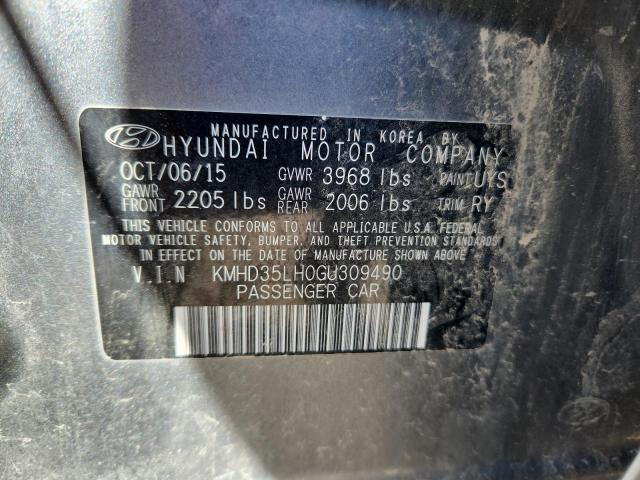 MANUFACTURED IN KOREA BY
HYUNDAI MOTOR COMPANY
OCT/06/15 GVWR 3968 lbs PAINT UYS
GAWR FRONT 2205 lbs GAWR REAR 2006 lbs TRIM RY
THIS VEHICLE CONFORMS TO ALL APPLICABLE U.S.A. FEDERAL
MOTOR VEHICLE SAFETY, BUMPER, AND THEFT PREVENTION STANDARDS
IN EFFECT ON THE DATE OF MANUFACTURE SHOWN ABOVE.
V.I.N KMHD35LH0GU309490
PASSENGER CAR